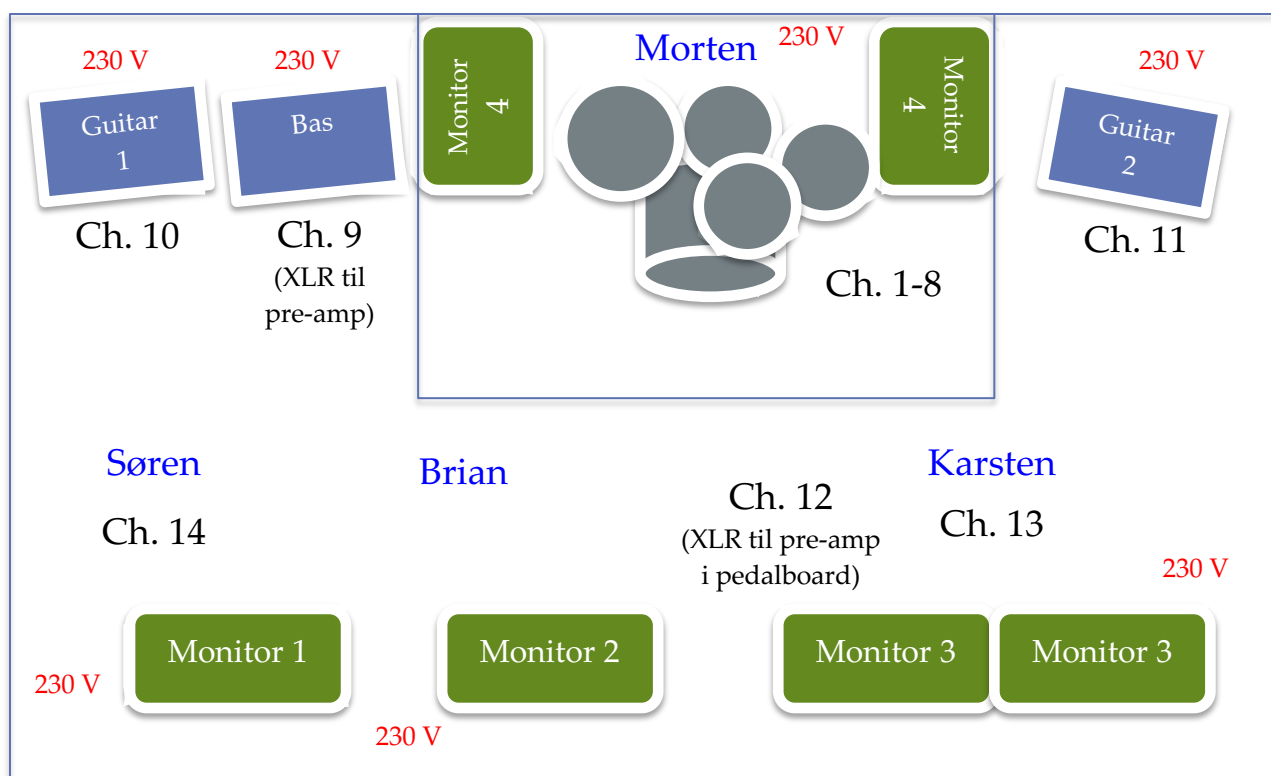 230 V
Guitar
1
Ch. 10
230 V
Bas
Ch. 9
(XLR til
pre-amp)
Monitor
4
Morten
230 V
Monitor
4
Ch. 1-8
230 V
Guitar
2
Ch. 11
Søren
Ch. 14
Brian
Ch. 12
(XLR til pre-amp
i pedalboard)
Karsten
Ch. 13
230 V
Monitor 1
Monitor 2
Monitor 3
Monitor 3
230 V
230 V